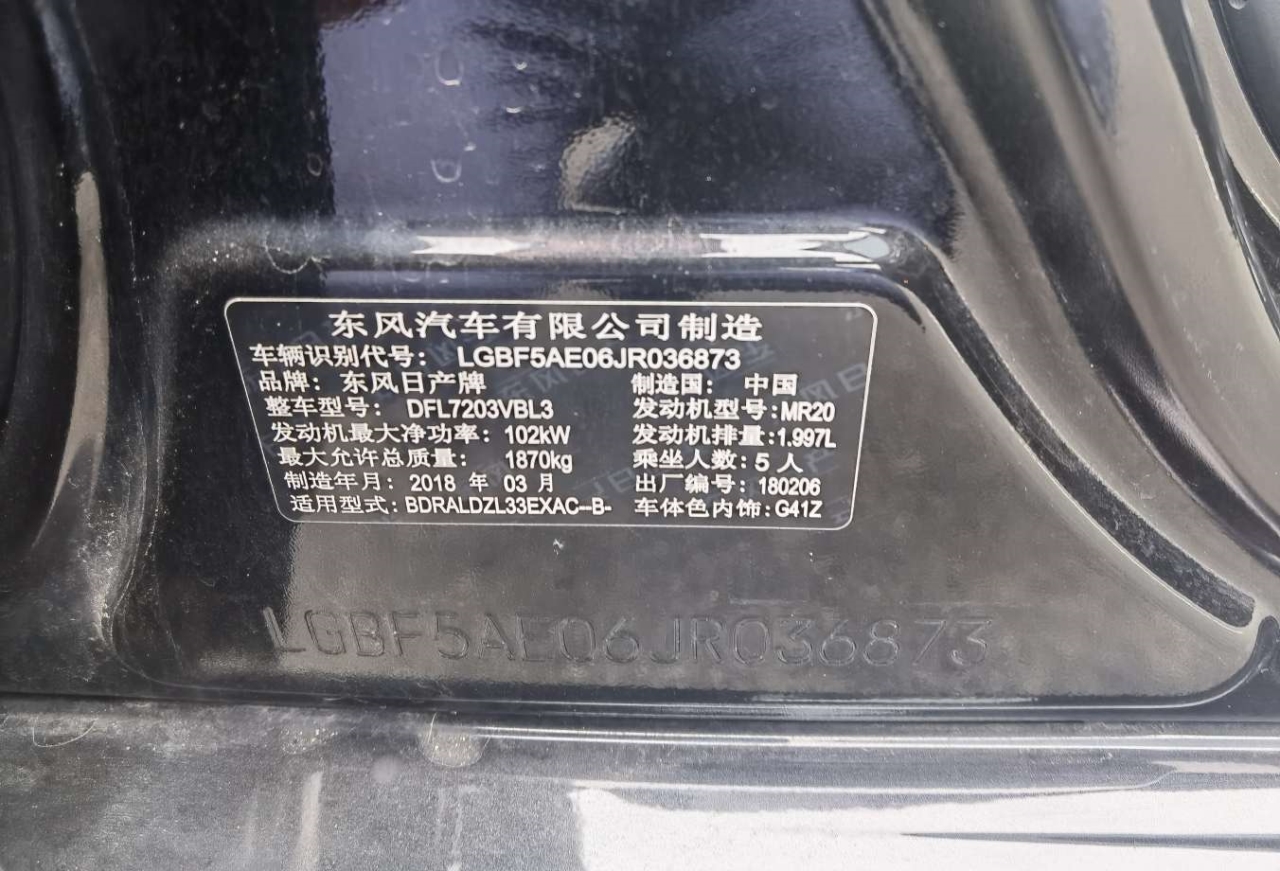 东风汽车有限公司制造
车辆识别代号: LGBF5AE06JR036873
品牌: 东风日产牌 制造国: 中国
整车型号: DFL7203VBL3 发动机型号:MR20
发动机最大净功率: 102kW 发动机排量:1.997L
最大允许总质量: 1870kg 乘坐人数:5人
制造年月: 2018 年 03 月 出厂编号: 180206
适用型式: BDRALDZL33EXAC--B- 车体色内饰:G41Z
LGBF5AE06JR036873